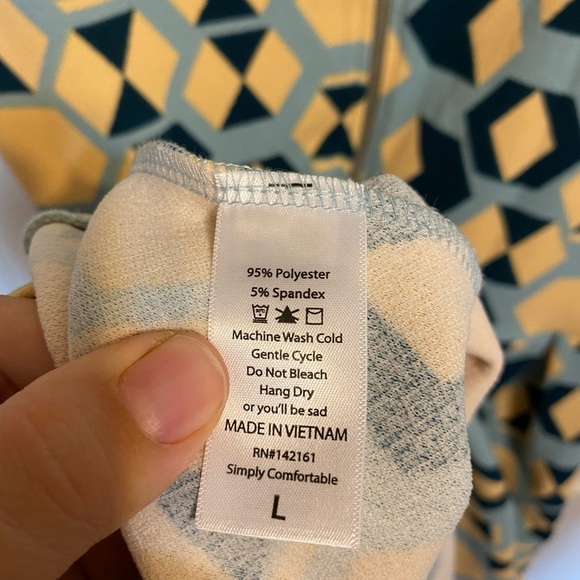 95% Polyester
5% Spandex
Machine Wash Cold
Gentle Cycle
Do Not Bleach
Hang Dry
or you'll be sad
MADE IN VIETNAM
RN#142161
Simply Comfortable
L